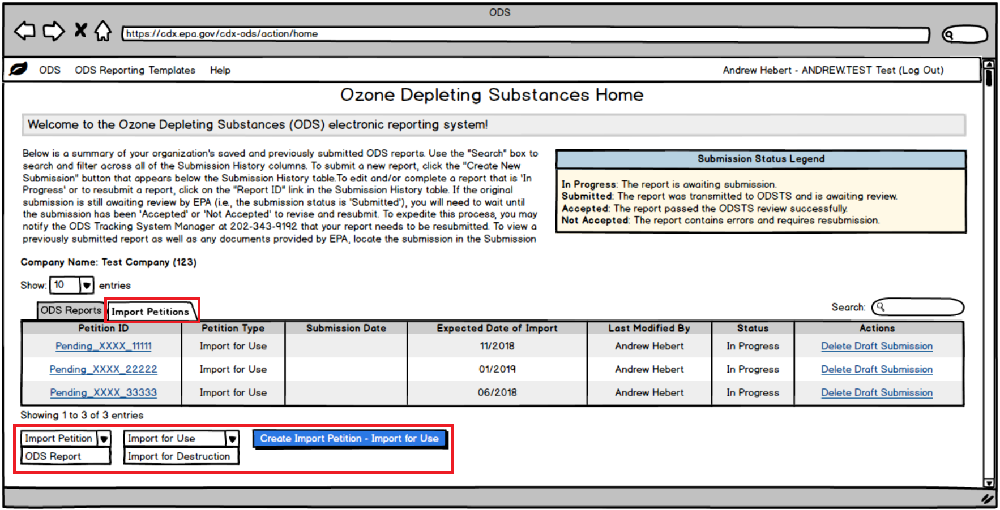 ODS
https://cdx.epa.gov/cdx-ods/action/home
ODS ODS Reporting Templates Help Andrew Hebert - ANDREW.TEST Test (Log Out)
Ozone Depleting Substances Home
Welcome to the Ozone Depleting Substances (ODS) electronic reporting system!
Below is a summary of your organization's saved and previously submitted ODS reports. Use the "Search" box to
search and filter across all of the Submission History columns. To submit a new report, click the "Create New
Submission" button that appears below the Submission History table.To edit and/or complete a report that is 'In
Progress' or to resubmit a report, click on the "Report ID" link in the Submission History table. If the original
submission is still awaiting review by EPA (i.e., the submission status is 'Submitted'), you will need to wait until
the submission has been 'Accepted' or 'Not Accepted' to revise and resubmit. To expedite this process, you may
notify the ODS Tracking System Manager at 202-343-9192 that your report needs to be resubmitted. To view a
previously submitted report as well as any documents provided by EPA, locate the submission in the Submission
Submission Status Legend
In Progress: The report is awaiting submission.
Submitted: The report was transmitted to ODSTS and is awaiting review.
Accepted: The report passed the ODSTS review successfully.
Not Accepted: The report contains errors and requires resubmission.
Company Name: Test Company (123)
Show: 10 entries
ODS Reports Import Petitions Search:
Petition ID Petition Type Submission Date Expected Date of Import Last Modified By Status Actions
Pending_XXXX_11111 Import for Use 11/2018 Andrew Hebert In Progress Delete Draft Submission
Pending_XXXX_22222 Import for Use 01/2019 Andrew Hebert In Progress Delete Draft Submission
Pending_XXXX_33333 Import for Use 06/2018 Andrew Hebert In Progress Delete Draft Submission
Showing 1 to 3 of 3 entries
Import Petition Import for Use Create Import Petition - Import for Use
ODS Report Import for Destruction